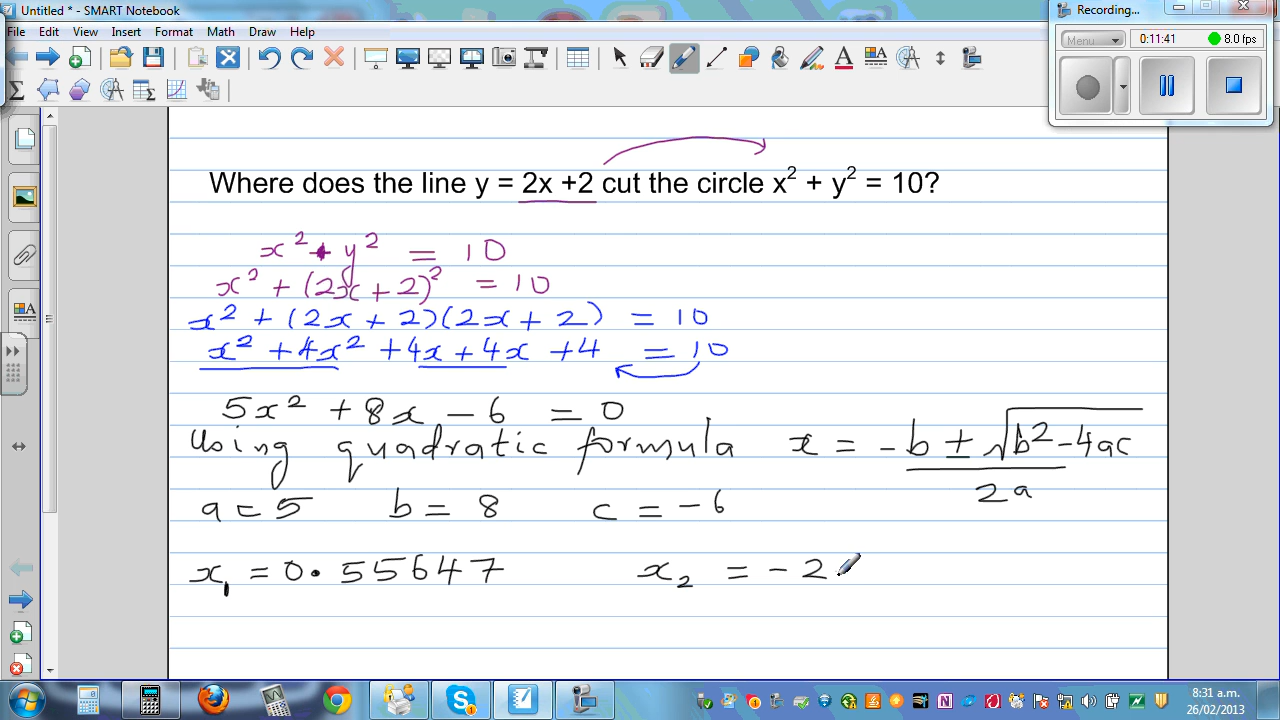 Untitled * - SMART Notebook
Recording...
File Edit View Insert Format Math Draw Help
Menu
0:11:41
8.0 fps
Where does the line y = 2x +2 cut the circle x² + y² = 10?
x² + y² = 10
x² + (2x + 2)² = 10
x² + (2x + 2)(2x + 2) = 10
x² + 4x² + 4x + 4x + 4 = 10
5x² + 8x - 6 = 0
Using quadratic formula x = -b ± √b² - 4ac
2a
a = 5 b = 8 c = -6
x₁ = 0.55647 x₂ = -2
8:31 a.m.
26/02/2013